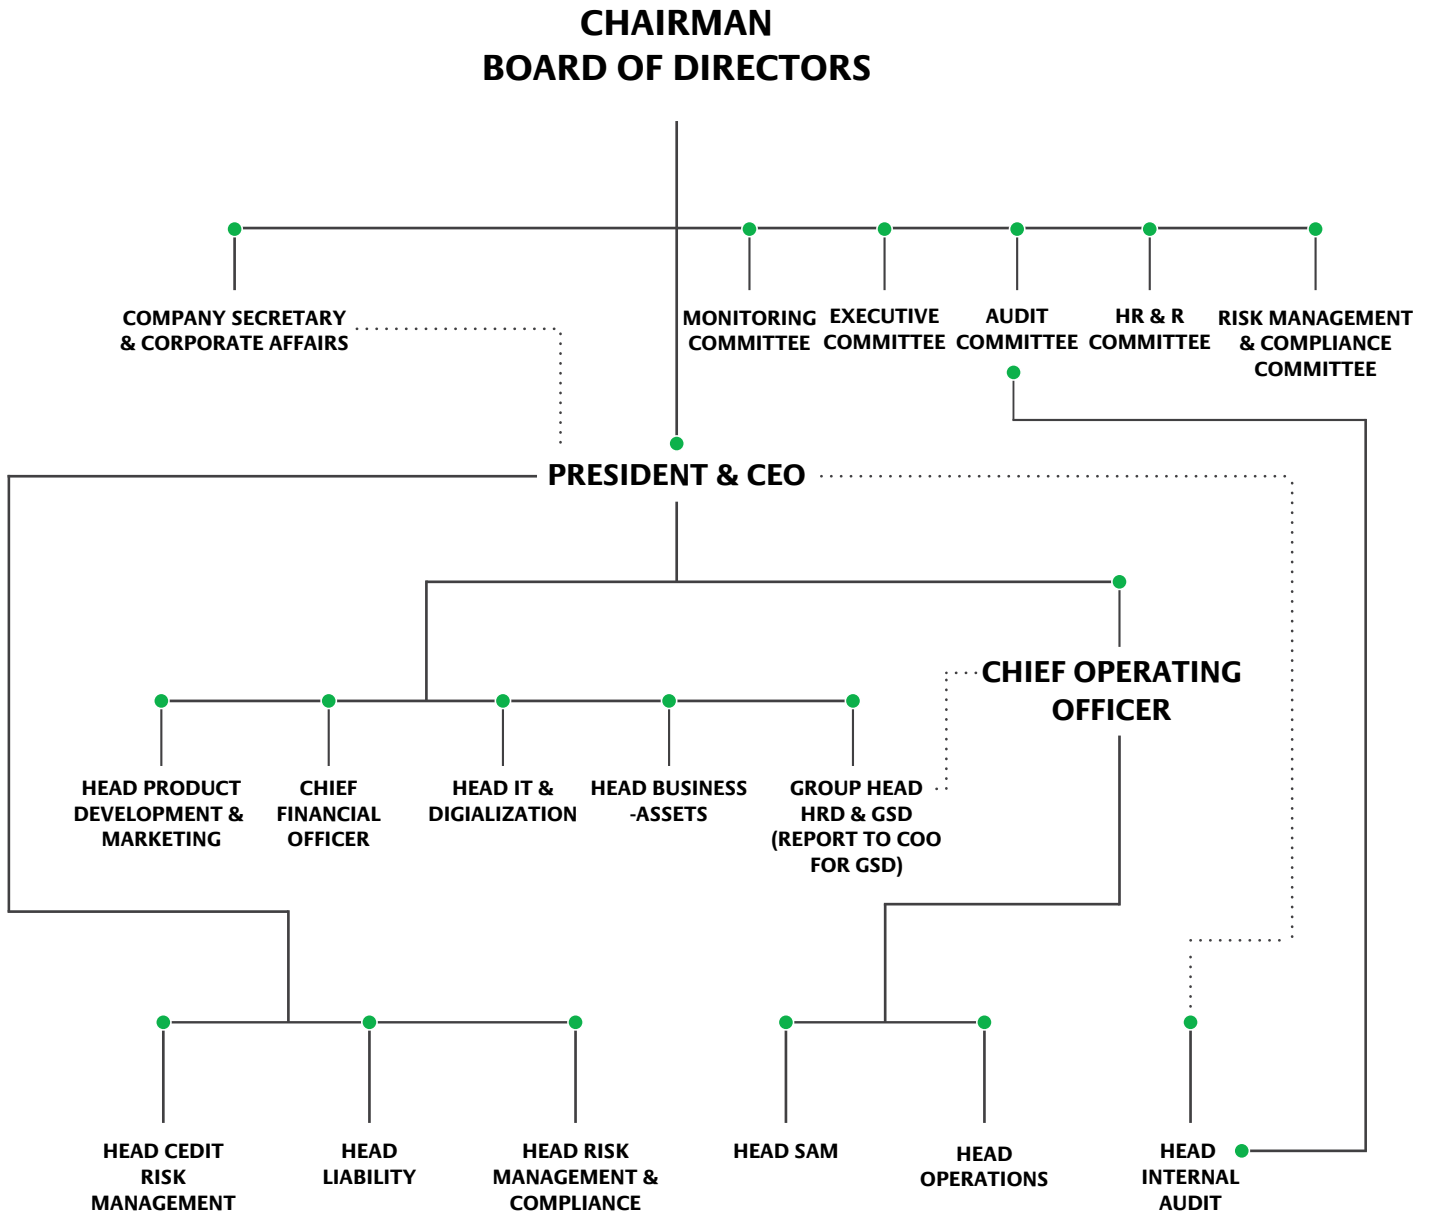 CHAIRMAN
BOARD OF DIRECTORS
COMPANY SECRETARY
& CORPORATE AFFAIRS
MONITORING
COMMITTEE
EXECUTIVE
COMMITTEE
AUDIT
COMMITTEE
HR & R
COMMITTEE
RISK MANAGEMENT
& COMPLIANCE
COMMITTEE
PRESIDENT & CEO
CHIEF OPERATING
OFFICER
HEAD PRODUCT
DEVELOPMENT &
MARKETING
CHIEF
FINANCIAL
OFFICER
HEAD IT &
DIGIALIZATION
HEAD BUSINESS
-ASSETS
GROUP HEAD
HRD & GSD
(REPORT TO COO
FOR GSD)
HEAD CEDIT
RISK
MANAGEMENT
HEAD
LIABILITY
HEAD RISK
MANAGEMENT &
COMPLIANCE
HEAD SAM
HEAD
OPERATIONS
HEAD
INTERNAL
AUDIT